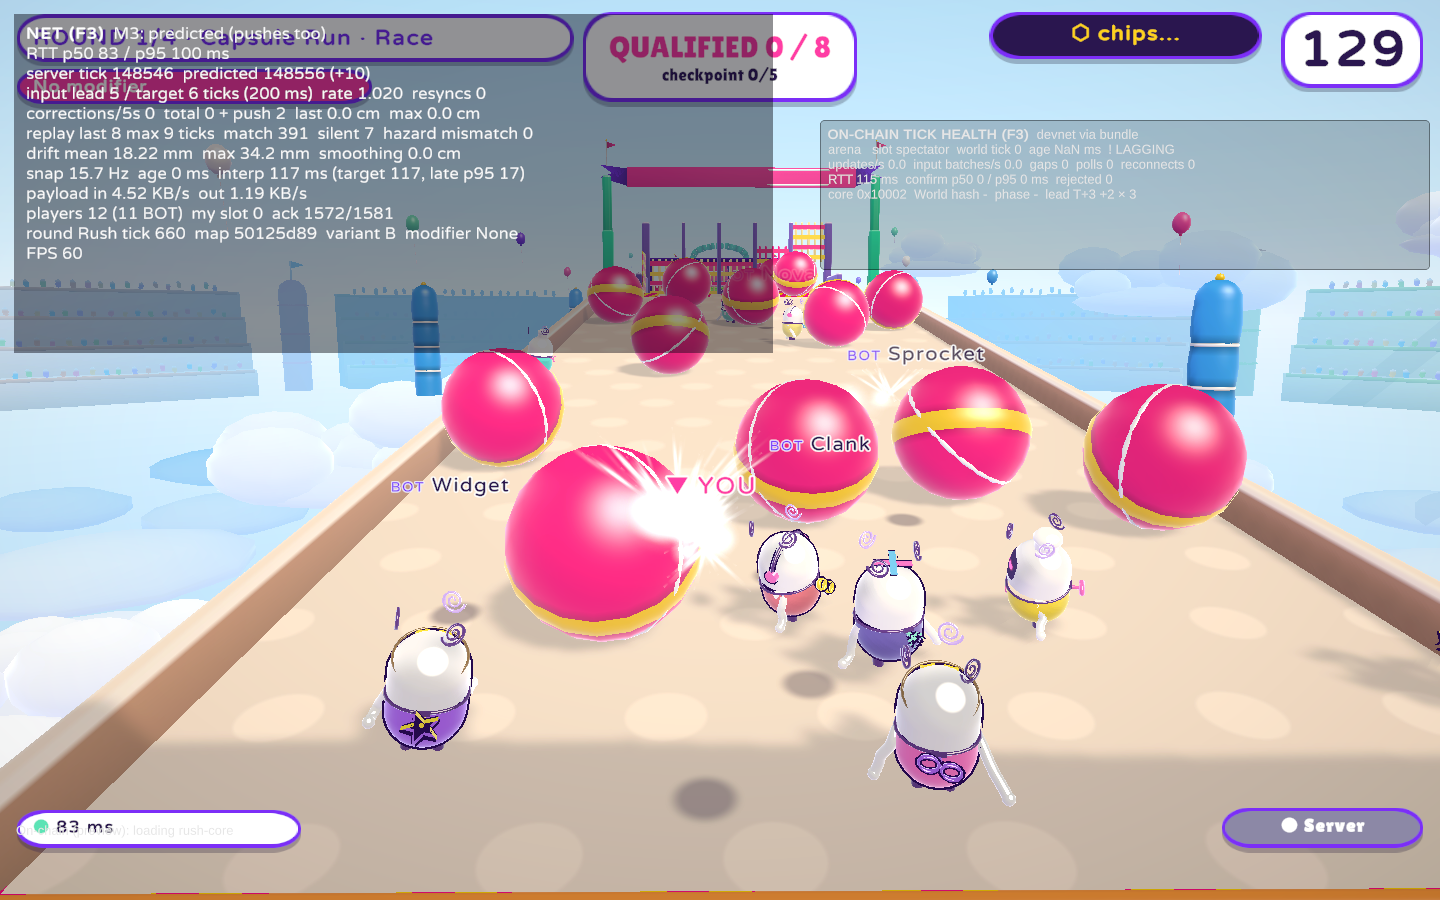 NET (F3) M3: predicted (pushes too)
Capsule Run · Race
RTT p50 83 / p95 100 ms
server tick 148546 predicted 148556 (+10)
No modifier
input lead 5 / target 6 ticks (200 ms) rate 1.020 resyncs 0
corrections/5s 0 total 0 + push 2 last 0.0 cm max 0.0 cm
replay last 8 max 9 ticks match 391 silent 7 hazard mismatch 0
drift mean 18.22 mm max 34.2 mm smoothing 0.0 cm
snap 15.7 Hz age 0 ms interp 117 ms (target 117, late p95 17)
payload in 4.52 KB/s out 1.19 KB/s
players 12 (11 BOT) my slot 0 ack 1572/1581
round Rush tick 660 map 50125d89 variant B modifier None
FPS 60
QUALIFIED 0 / 8
checkpoint 0/5
chips...
129
ON-CHAIN TICK HEALTH (F3) devnet via bundle
arena slot spectator world tick 0 age NaN ms ! LAGGING
updates/s 0.0 input batches/s 0.0 gaps 0 polls 0 reconnects 0
RTT 115 ms confirm p50 0 / p95 0 ms rejected 0
core 0x10002 World hash - phase - lead T+3 +2 × 3
Nova
BOT Sprocket
BOT Clank
BOT Widget
▼ YOU
83 ms
loading rush-core
Server